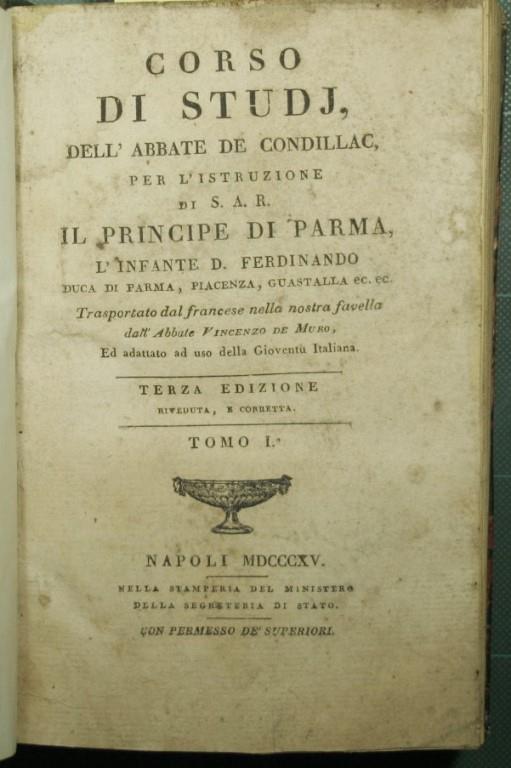 CORSO
DI STUDJ,
DELL' ABBATE DE CONDILLAC,
PER L'ISTRUZIONE
DI S. A. R.
IL PRINCIPE DI PARMA,
L'INFANTE D. FERDINANDO
DUCA DI PARMA, PIACENZA, GUASTALLA ec. ec.
Trasportato dal francese nella nostra favella
dall' Abbate VINCENZO DE MURO,
Ed adattato ad uso della Gioventù Italiana.
TERZA EDIZIONE
RIVEDUTA, E CORRETTA.
TOMO I.°
NAPOLI MDCCCXV.
NELLA STAMPERIA DEL MINISTERO
DELLA SEGRETERIA DI STATO.
CON PERMESSO DE' SUPERIORI.